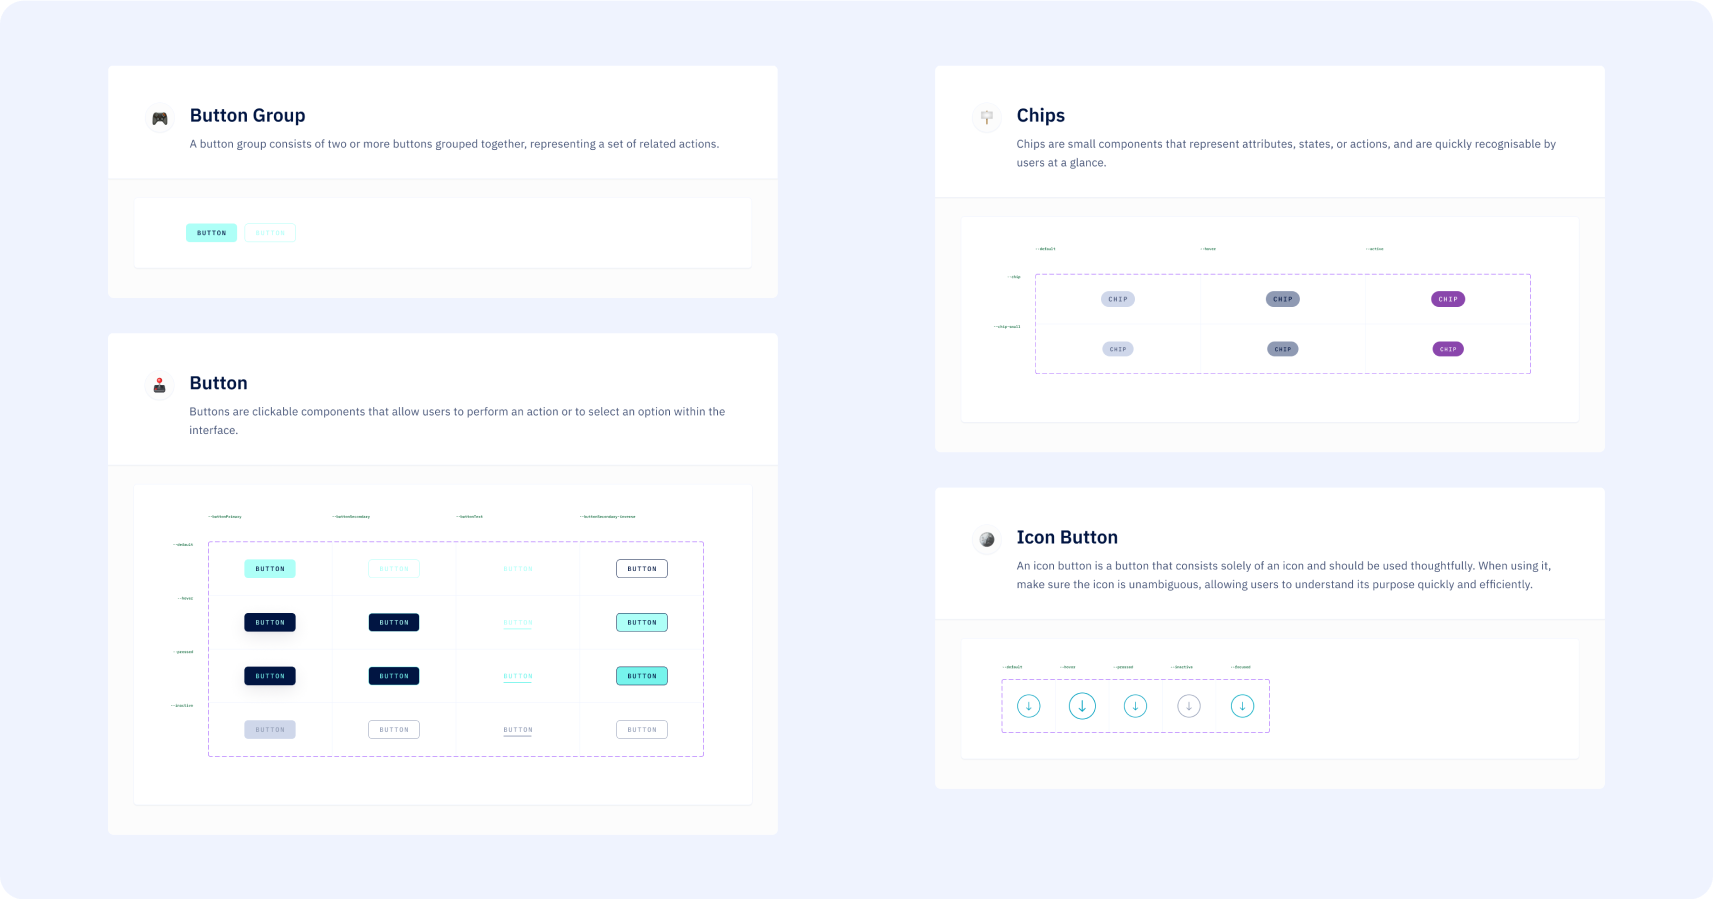 Button Group
A button group consists of two or more buttons grouped together, representing a set of related actions.
BUTTON BUTTON
Button
Buttons are clickable components that allow users to perform an action or to select an option within the
interface.
--buttonPrimary --buttonSecondary --buttonText --buttonSecondary-inverse
--default
BUTTON BUTTON BUTTON BUTTON
--hover
BUTTON BUTTON BUTTON BUTTON
--pressed
BUTTON BUTTON BUTTON BUTTON
--inactive
BUTTON BUTTON BUTTON BUTTON
Chips
Chips are small components that represent attributes, states, or actions, and are quickly recognisable by
users at a glance.
--default --hover --active
--chip
CHIP CHIP CHIP
--chip-small
CHIP CHIP CHIP
Icon Button
An icon button is a button that consists solely of an icon and should be used thoughtfully. When using it,
make sure the icon is unambiguous, allowing users to understand its purpose quickly and efficiently.
--default --hover --pressed --inactive --focused